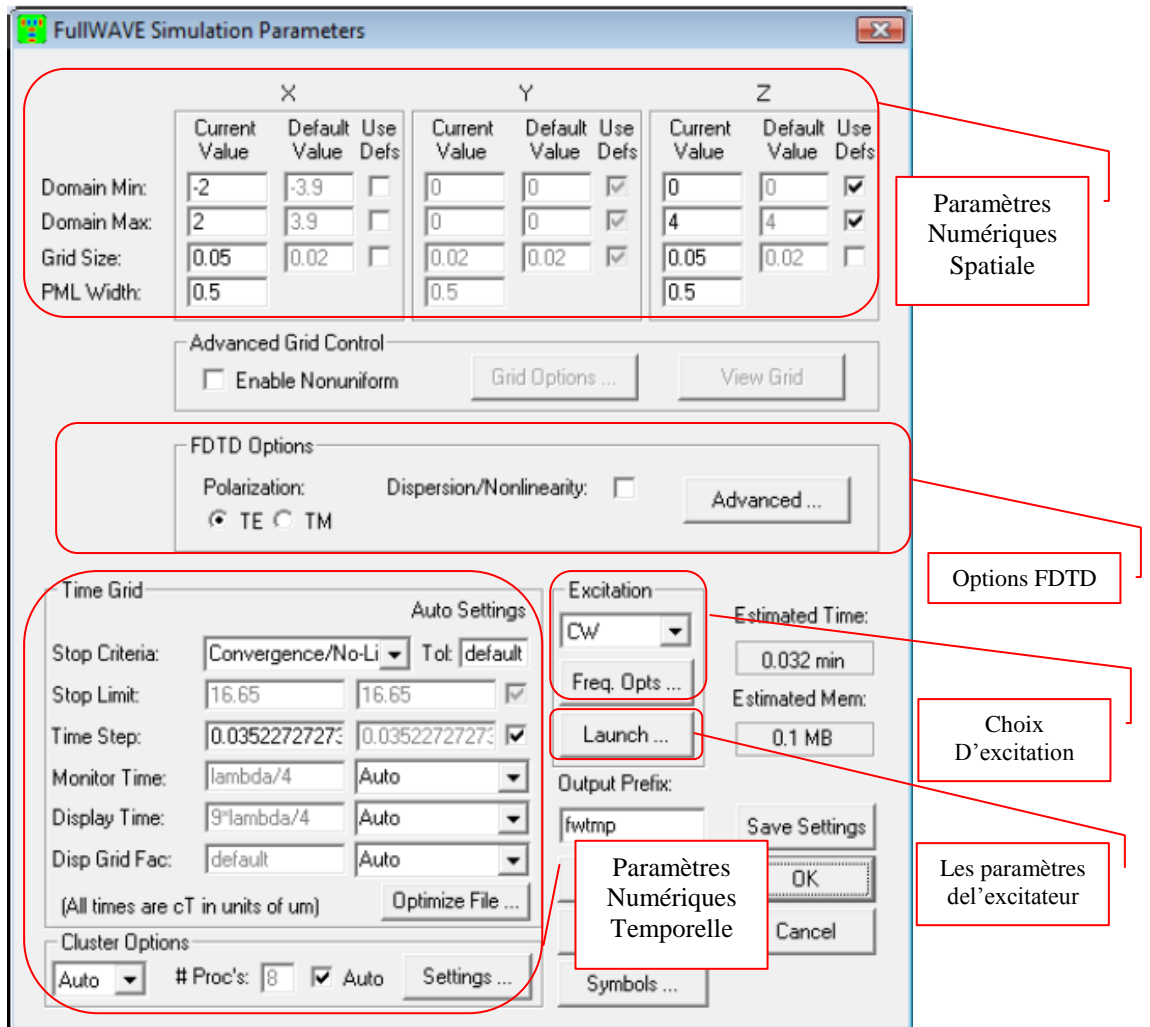 FullWAVE Simulation Parameters
X Y Z
Current Default Use Current Default Use Current Default Use
Value Value Defs Value Value Defs Value Value Defs
Domain Min: -2 -3.9 0 0 0 0
Domain Max: 2 3.9 0 0 4 4
Grid Size: 0.05 0.02 0.02 0.02 0.05 0.02
PML Width: 0.5 0.5 0.5
Paramètres
Numériques
Spatiale
Advanced Grid Control
Enable Nonuniform Grid Options ... View Grid
FDTD Options
Polarization: Dispersion/Nonlinearity: Advanced ...
TE TM
Options FDTD
Time Grid
Auto Settings
Stop Criteria: Convergence/No-Li Tol: default
Stop Limit: 16.65 16.65
Time Step: 0.03522727273 0.03522727273
Monitor Time: lambda/4 Auto
Display Time: 9*lambda/4 Auto
Disp Grid Fac: default Auto
(All times are cT in units of um) Optimize File ...
Cluster Options
Auto # Proc's: 8 Auto Settings ...
Excitation
CW
Freq. Opts ...
Launch ...
Estimated Time:
0.032 min
Estimated Mem:
0.1 MB
Choix
D’excitation
Output Prefix:
fwtmp
Save Settings
OK
Cancel
Symbols ...
Paramètres
Numériques
Temporelle
Les paramètres
del’excitateur